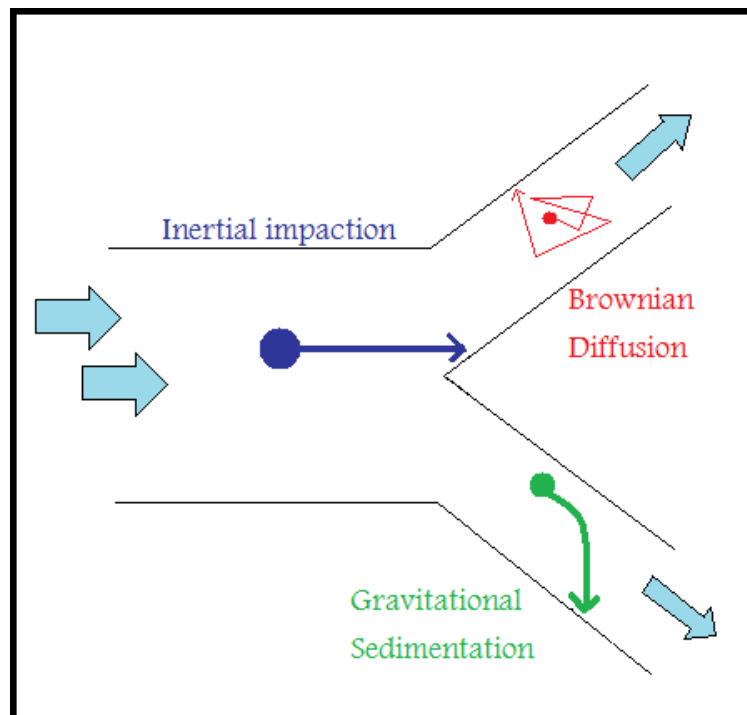 Inertial impaction
Brownian
Diffusion
Gravitational
Sedimentation